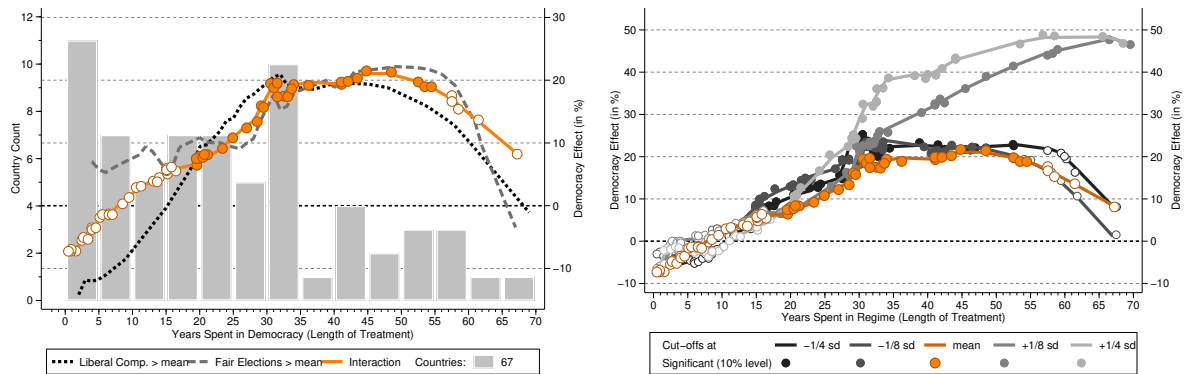 12
10
8
6
4
2
0
Country Count
30
20
10
0
−10
Democracy Effect (in %)
0 5 10 15 20 25 30 35 40 45 50 55 60 65 70
Years Spent in Democracy (Length of Treatment)
Liberal Comp. > mean Fair Elections > mean Interaction Countries: 67
50
40
30
20
10
0
−10
Democracy Effect (in %)
50
40
30
20
10
0
−10
Democracy Effect (in %)
0 5 10 15 20 25 30 35 40 45 50 55 60 65 70
Years Spent in Regime (Length of Treatment)
Cut−offs at −1/4 sd −1/8 sd mean +1/8 sd +1/4 sd
Significant (10% level)